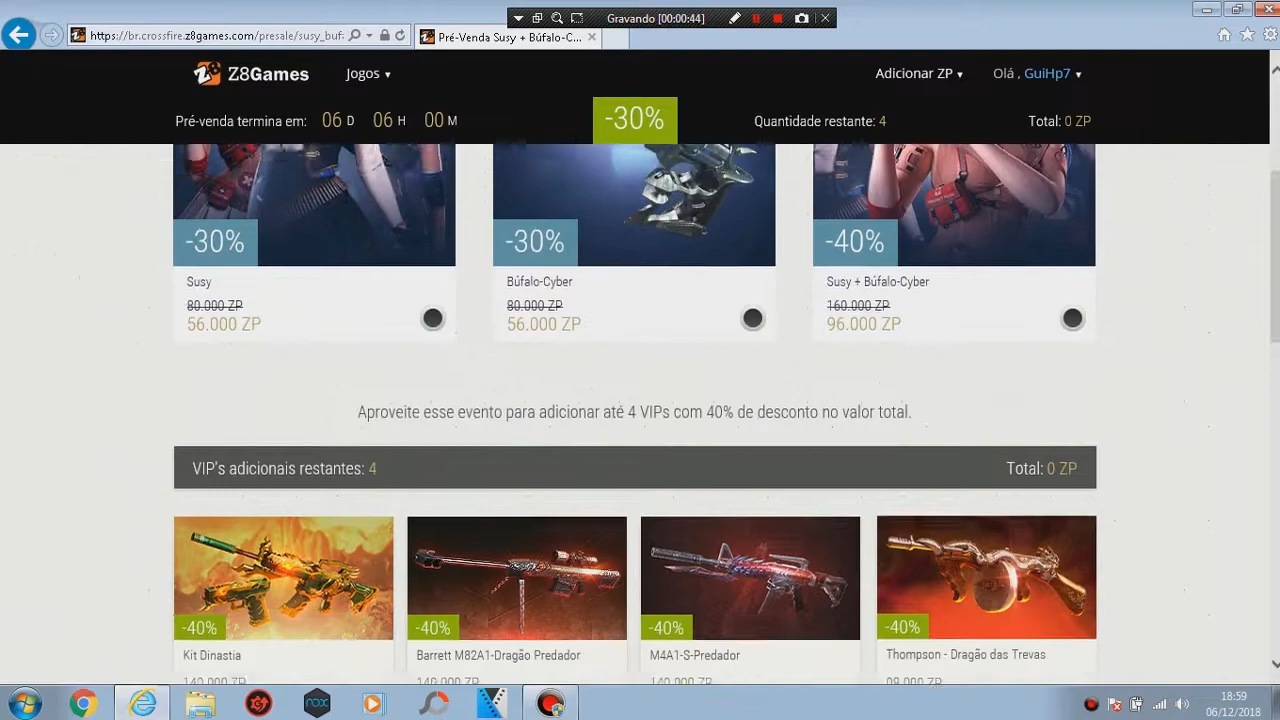 Gravando [00:00:44]
https://br.crossfire.z8games.com/presale/susy_buf
Pré-Venda Susy + Búfalo-C...
Z8Games
Jogos
Adicionar ZP
Olá , GuiHp7
Pré-venda termina em: 06 D 06 H 00 M
-30%
Quantidade restante: 4
Total: 0 ZP
-30%
-30%
-40%
Susy
Búfalo-Cyber
Susy + Búfalo-Cyber
80.000 ZP
80.000 ZP
160.000 ZP
56.000 ZP
56.000 ZP
96.000 ZP
Aproveite esse evento para adicionar até 4 VIPs com 40% de desconto no valor total.
VIP's adicionais restantes: 4
Total: 0 ZP
-40%
-40%
-40%
-40%
Kit Dinastia
Barrett M82A1-Dragão Predador
M4A1-S-Predador
Thompson - Dragão das Trevas
nox
18:59
06/12/2018